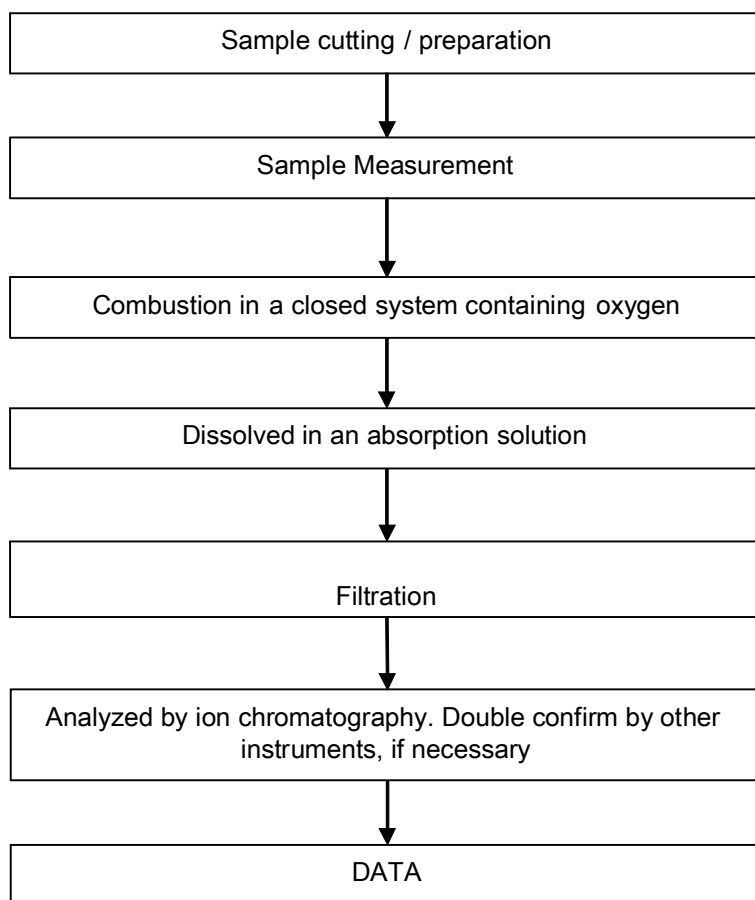 Sample cutting / preparation
Sample Measurement
Combustion in a closed system containing oxygen
Dissolved in an absorption solution
Filtration
Analyzed by ion chromatography. Double confirm by other
instruments, if necessary
DATA